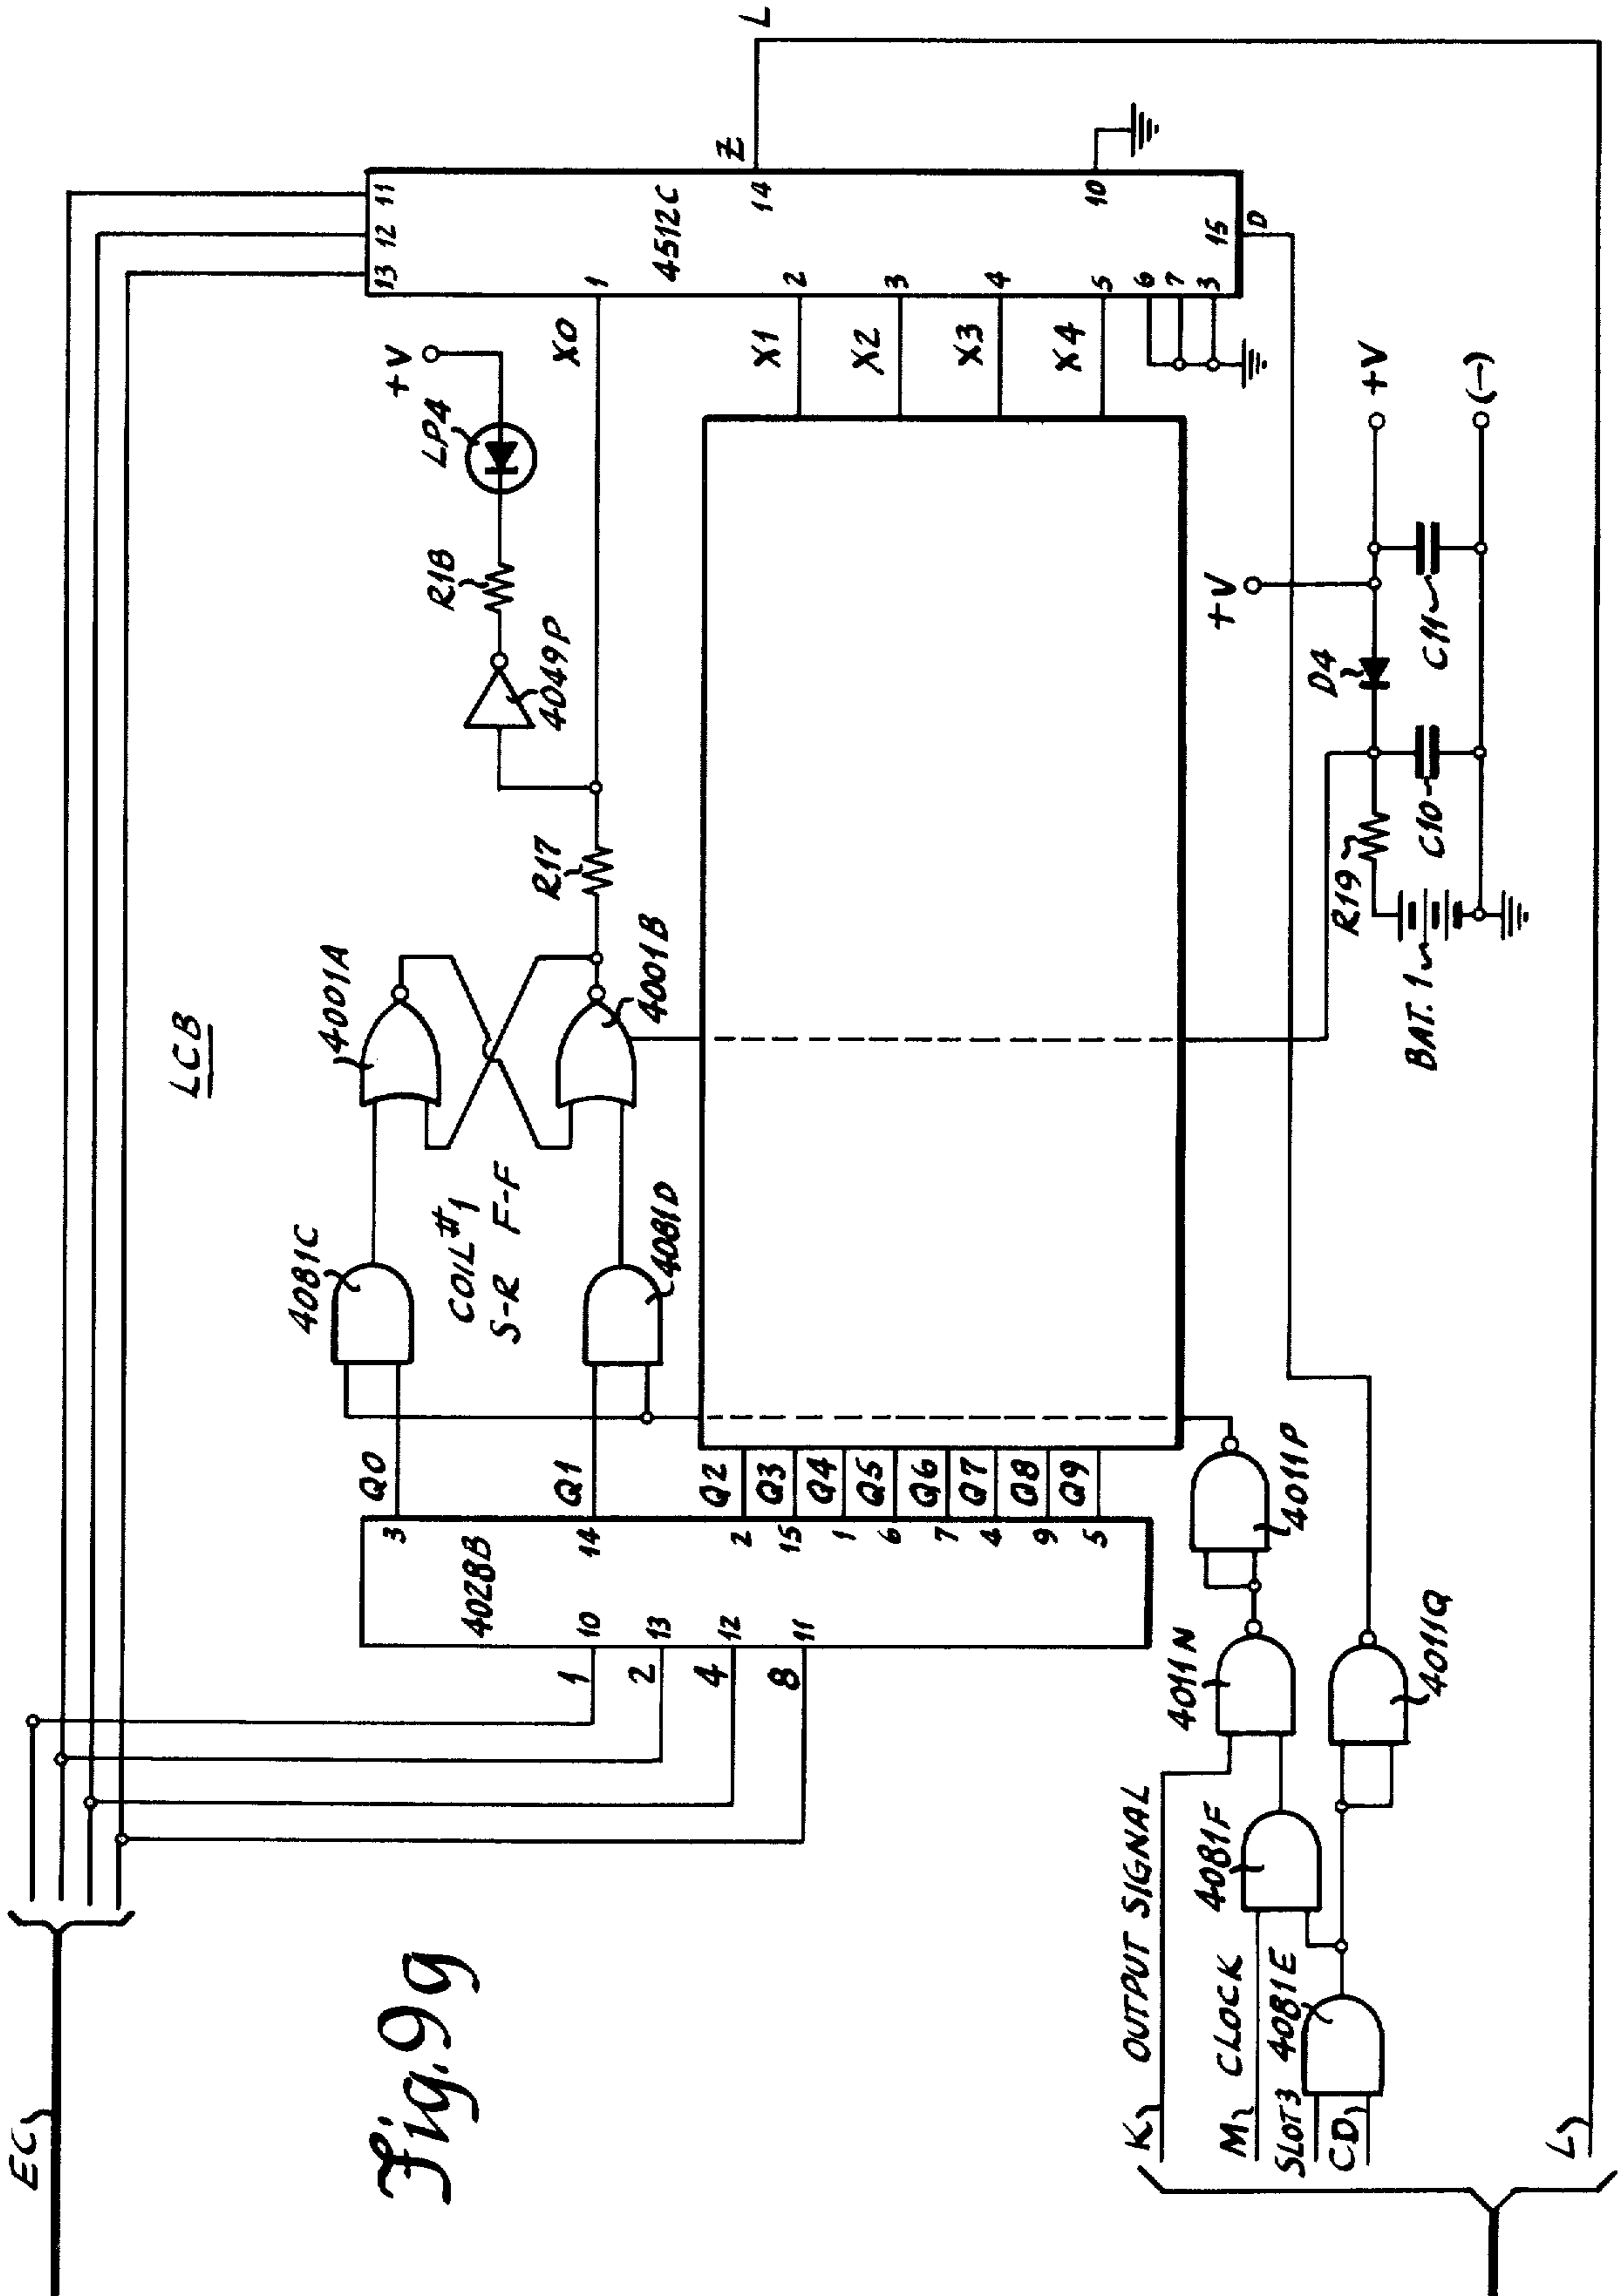 Fig. 9g
LCB
EC
1
2
4
8
10
13
12
11
4028B
3
14
2
15
1
6
7
4
9
5
Q0
Q1
Q2
Q3
Q4
Q5
Q6
Q7
Q8
Q9
4081C
4081D
COIL #1
S-R F-F
4001A
4001B
R17
4049P
R18
LP4
+V
X0
X1
X2
X3
X4
13
12
11
4512C
1
2
3
4
5
6
7
3
14
10
15
Z
D
L
K
OUTPUT SIGNAL
M
CLOCK
SLOT3
CD
4081E
4081F
4011N
4011P
4011Q
BAT. 1
R19
C10
D4
C11
+V
+V
(-)
L